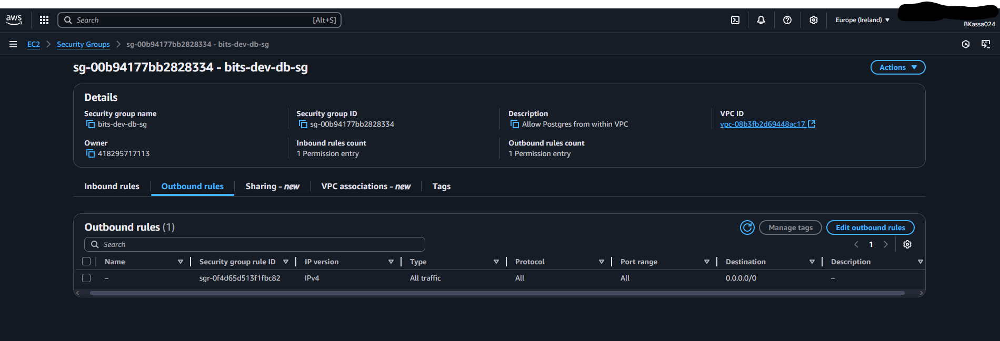 aws Search [Alt+S] Europe (Ireland) BKassa024
EC2 Security Groups sg-00b94177bb2828334 - bits-dev-db-sg
sg-00b94177bb2828334 - bits-dev-db-sg Actions
Details
Security group name Security group ID Description VPC ID
bits-dev-db-sg sg-00b94177bb2828334 Allow Postgres from within VPC vpc-08b3fb2d69448ac17
Owner Inbound rules count Outbound rules count
418295717113 1 Permission entry 1 Permission entry
Inbound rules Outbound rules Sharing - new VPC associations - new Tags
Outbound rules (1) Manage tags Edit outbound rules
Search 1
Name Security group rule ID IP version Type Protocol Port range Destination Description
– sgr-0f4d65d513f1fbc82 IPv4 All traffic All All 0.0.0.0/0 –